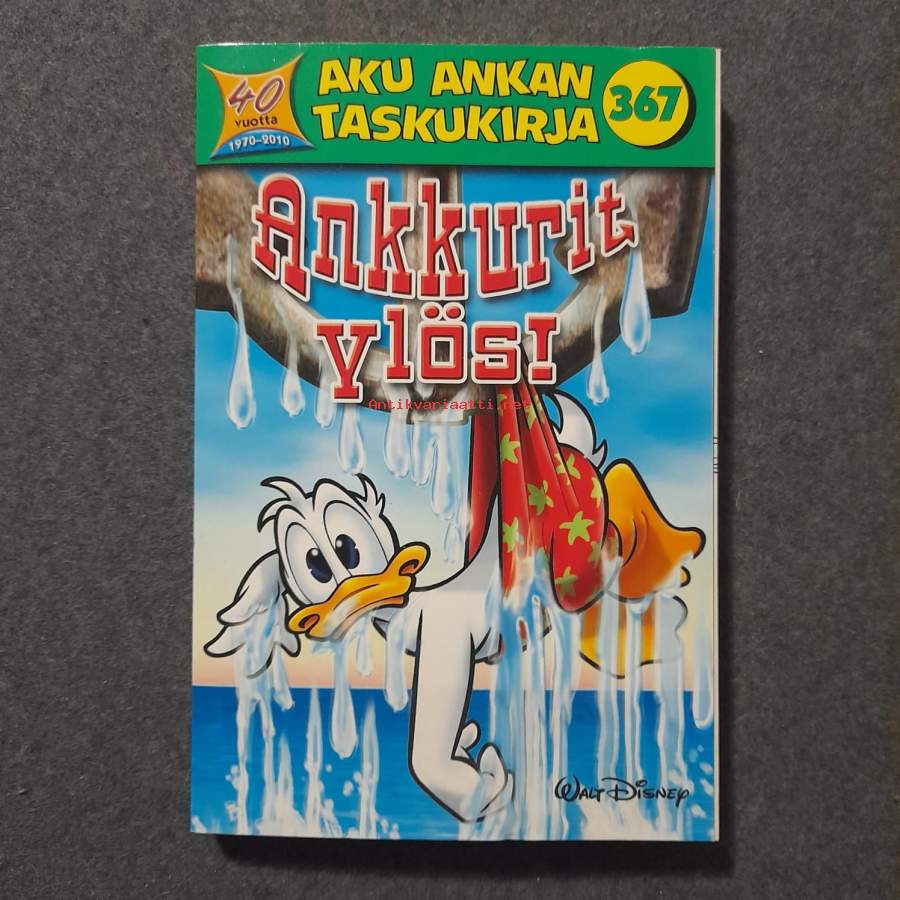 40
vuotta
1970-2010
AKU ANKAN
TASKUKIRJA
367
Ankkurit
ylös!
Antikvariaatti.net
WALT DISNEY